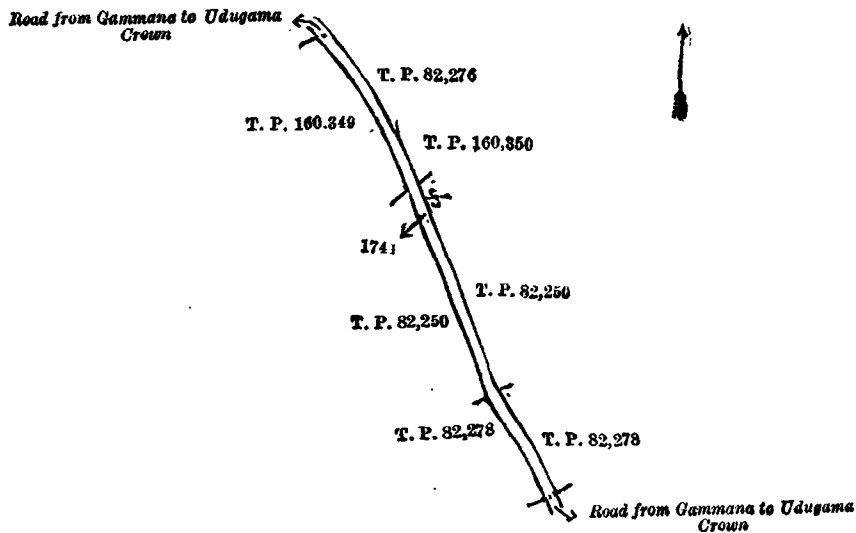 Road from Gammana to Udugama
Crown
T. P. 82,276
T. P. 160.349
T. P. 160,350
174
T. P. 82,250
T. P. 82,250
T. P. 82,278
T. P. 82,278
Road from Gammana to Udugama
Crown